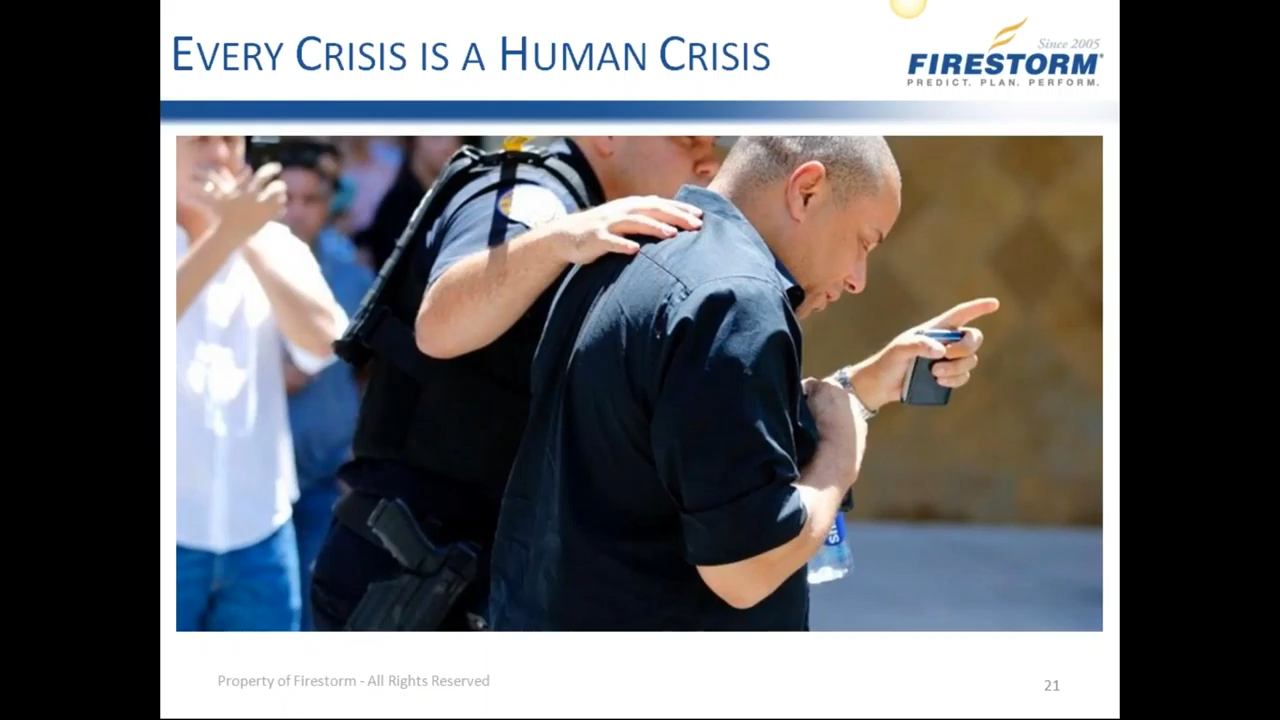 EVERY CRISIS IS A HUMAN CRISIS
Since 2005
FIRESTORM
PREDICT. PLAN. PERFORM.
Property of Firestorm - All Rights Reserved
21